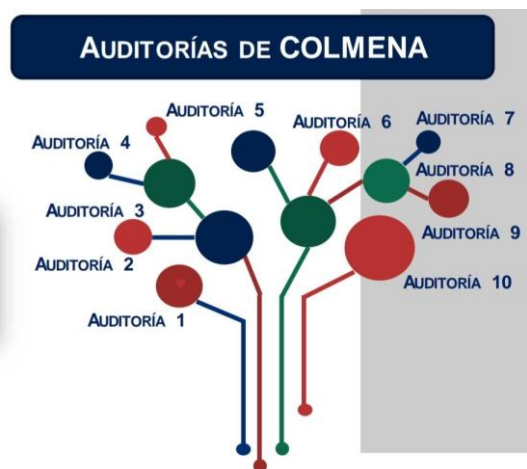 AUDITORÍAS DE COLMENA
AUDITORÍA 5
AUDITORÍA 6
AUDITORÍA 7
AUDITORÍA 4
AUDITORÍA 8
AUDITORÍA 3
AUDITORÍA 9
AUDITORÍA 2
AUDITORÍA 10
AUDITORÍA 1